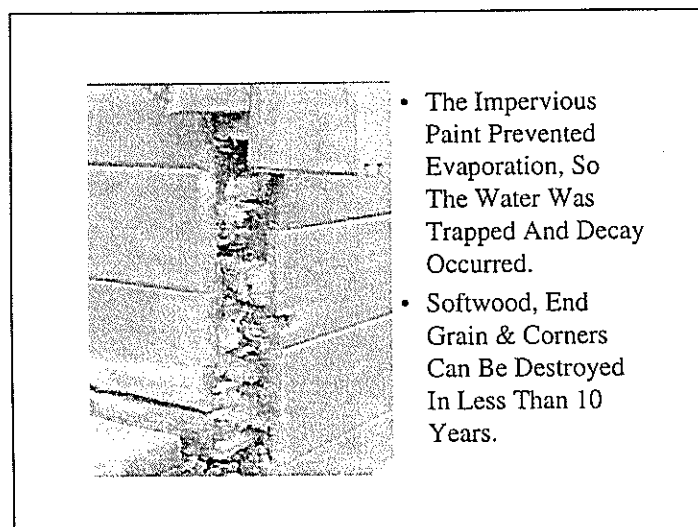 • The Impervious
Paint Prevented
Evaporation, So
The Water Was
Trapped And Decay
Occurred.
• Softwood, End
Grain & Corners
Can Be Destroyed
In Less Than 10
Years.